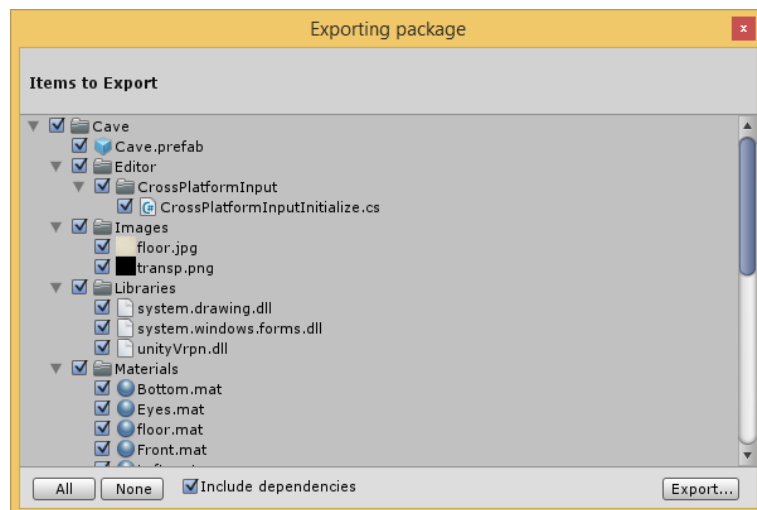 Exporting package
x
Items to Export
Cave
Cave.prefab
Editor
CrossPlatformInput
CrossPlatformInputInitialize.cs
Images
floor.jpg
transp.png
Libraries
system.drawing.dll
system.windows.forms.dll
unityVrpn.dll
Materials
Bottom.mat
Eyes.mat
floor.mat
Front.mat
All None Include dependencies Export...